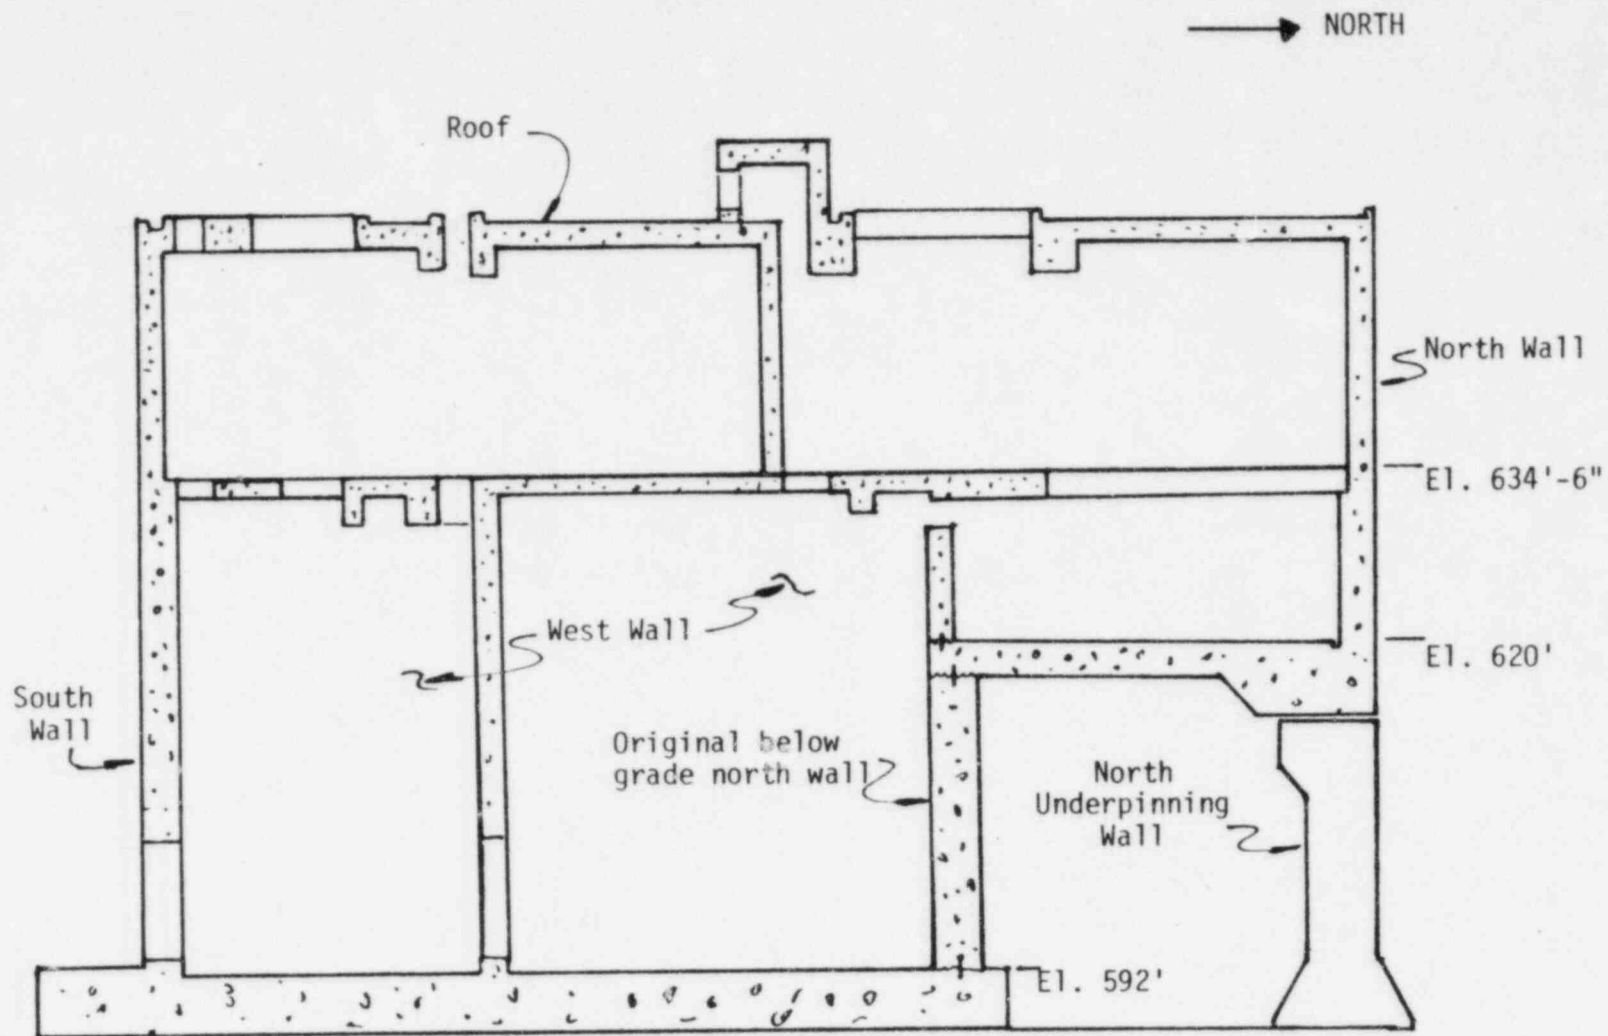 NORTH
Roof
North Wall
El. 634'-6"
West Wall
El. 620'
South
Wall
Original below
grade north wall
North
Underpinning
Wall
El. 592'